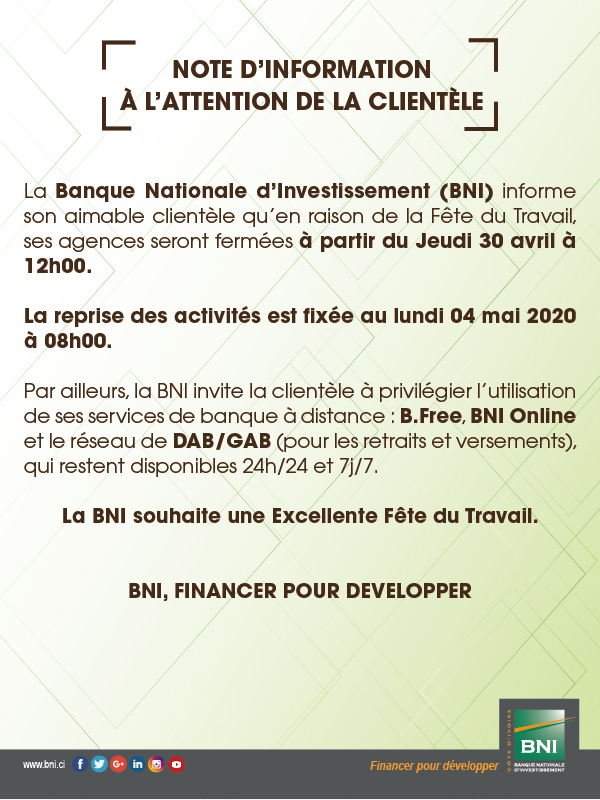 NOTE D'INFORMATION
À L'ATTENTION DE LA CLIENTÈLE
La Banque Nationale d'Investissement (BNI) informe
son aimable clientèle qu'en raison de la Fête du Travail,
ses agences seront fermées à partir du Jeudi 30 avril à
12h00.
La reprise des activités est fixée au lundi 04 mai 2020
à 08h00.
Par ailleurs, la BNI invite la clientèle à privilégier l'utilisation
de ses services de banque à distance : B.Free, BNI Online
et le réseau de DAB/GAB (pour les retraits et versements),
qui restent disponibles 24h/24 et 7j/7.
La BNI souhaite une Excellente Fête du Travail.
BNI, FINANCER POUR DEVELOPPER
www.bni.ci
Financer pour développer
CÔTE D'IVOIRE
BNI
BANQUE NATIONALE
D'INVESTISSEMENT